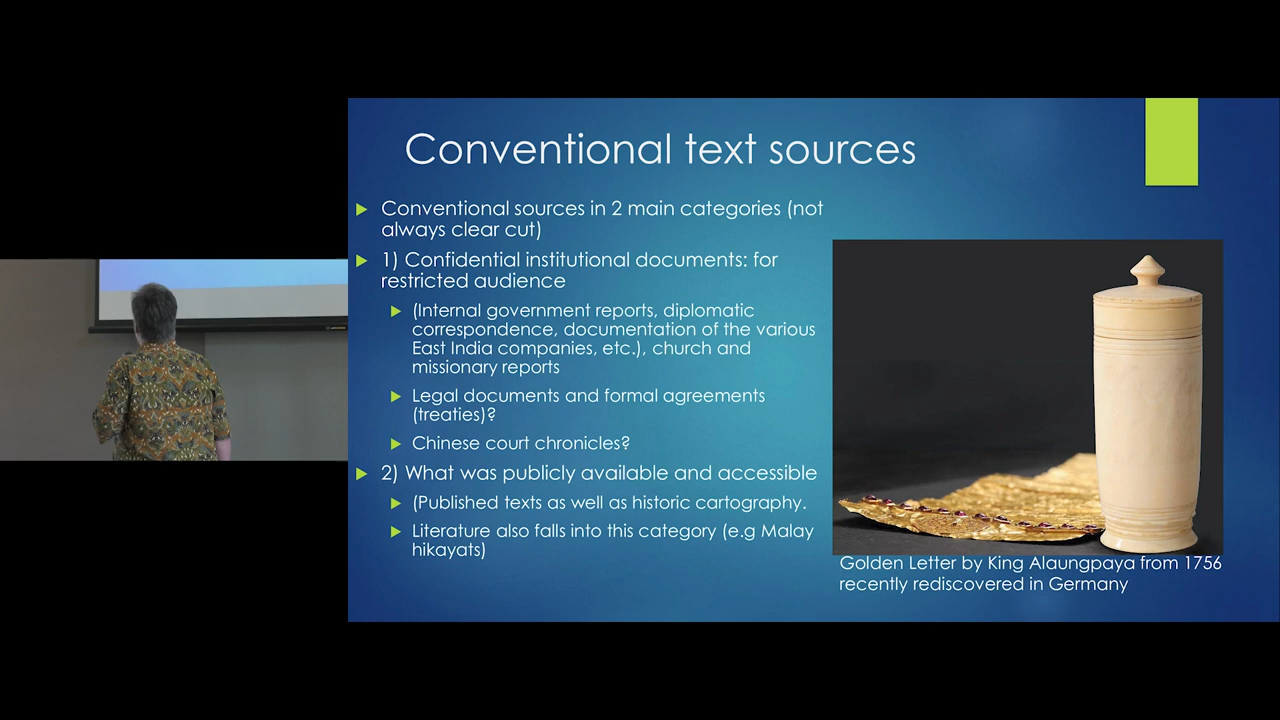 Conventional text sources
Conventional sources in 2 main categories (not
always clear cut)
1) Confidential institutional documents: for
restricted audience
(Internal government reports, diplomatic
correspondence, documentation of the various
East India companies, etc.), church and
missionary reports
Legal documents and formal agreements
(treaties)?
Chinese court chronicles?
2) What was publicly available and accessible
(Published texts as well as historic cartography.
Literature also falls into this category (e.g Malay
hikayats)
Golden Letter by King Alaungpaya from 1756
recently rediscovered in Germany